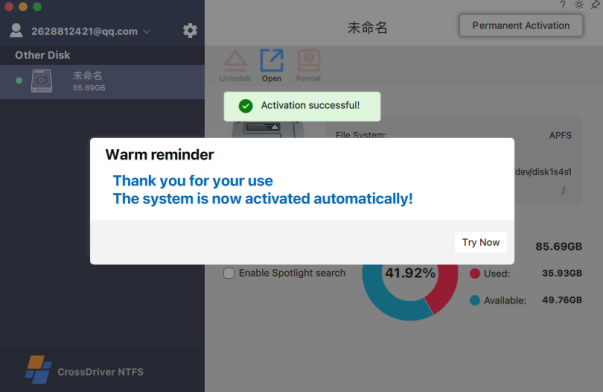 ?
2628812421@qq.com
未命名
Permanent Activation
Other Disk
未命名
85.69GB
Uninstall
Open
Format
Activation successful!
File System:
APFS
Warm reminder
Thank you for your use
The system is now activated automatically!
dev/disk1s4s1
/
Try Now
85.69GB
Enable Spotlight search
41.92%
Used:
35.93GB
Available:
49.76GB
CrossDriver NTFS